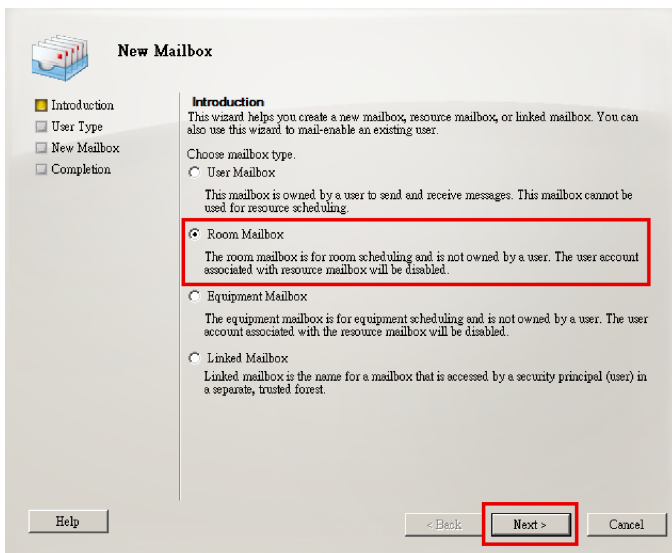 New Mailbox
Introduction
User Type
New Mailbox
Completion
Introduction
This wizard helps you create a new mailbox, resource mailbox, or linked mailbox. You can
also use this wizard to mail-enable an existing user.
Choose mailbox type.
User Mailbox
This mailbox is owned by a user to send and receive messages. This mailbox cannot be
used for resource scheduling.
Room Mailbox
The room mailbox is for room scheduling and is not owned by a user. The user account
associated with resource mailbox will be disabled.
Equipment Mailbox
The equipment mailbox is for equipment scheduling and is not owned by a user. The user
account associated with the resource mailbox will be disabled.
Linked Mailbox
Linked mailbox is the name for a mailbox that is accessed by a security principal (user) in
a separate, trusted forest.
Help
< Back
Next >
Cancel